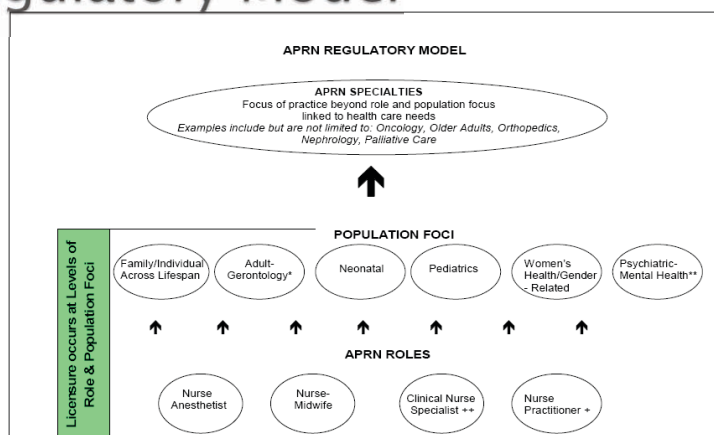 gulatory Model
APRN REGULATORY MODEL
APRN SPECIALTIES
Focus of practice beyond role and population focus
linked to health care needs
Examples include but are not limited to: Oncology, Older Adults, Orthopedics,
Nephrology, Palliative Care
POPULATION FOCI
Family/Individual
Across Lifespan
Adult-
Gerontology*
Neonatal
Pediatrics
Women's
Health/Gender
- Related
Psychiatric-
Mental Health**
Licensure occurs at Levels of
Role & Population Foci
APRN ROLES
Nurse
Anesthetist
Nurse-
Midwife
Clinical Nurse
Specialist ++
Nurse
Practitioner +